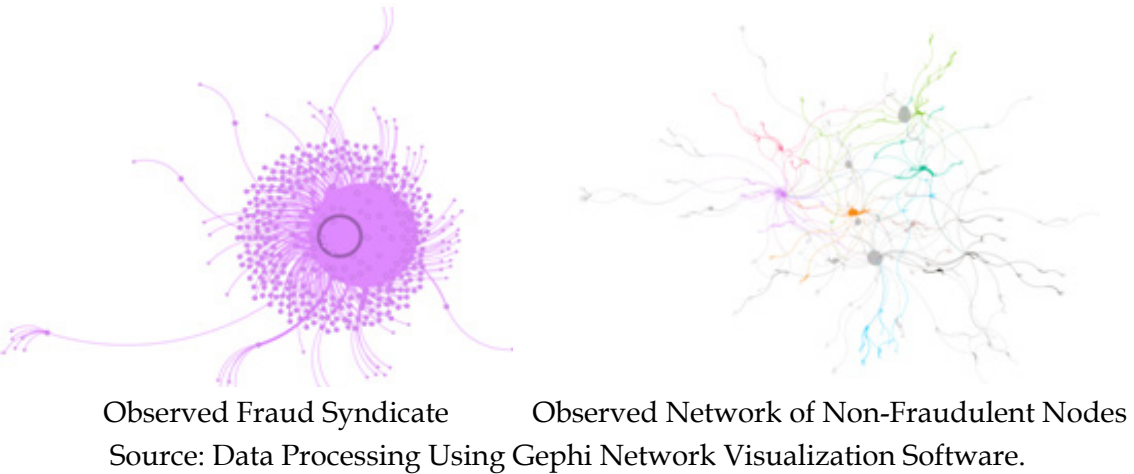 Observed Fraud Syndicate
Observed Network of Non-Fraudulent Nodes
Source: Data Processing Using Gephi Network Visualization Software.